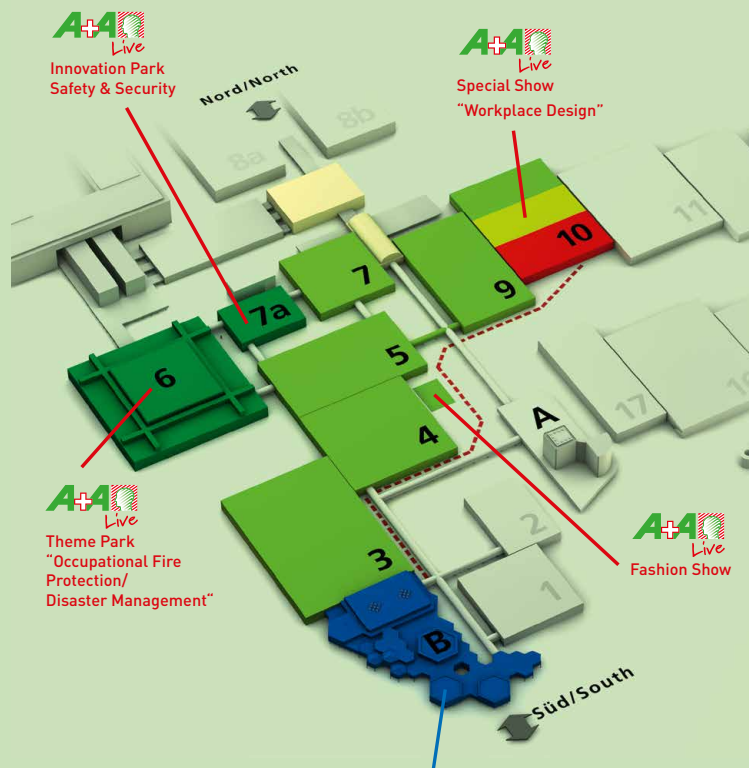 A+A
Live
Innovation Park
Safety & Security
A+A
Live
Special Show
“Workplace Design”
Nord/North
8b
8a
11
10
9
7
7a
5
6
4
A
17
A+A
Live
Theme Park
“Occupational Fire
Protection/
Disaster Management“
3
2
1
A+A
Live
Fashion Show
B
Süd/South